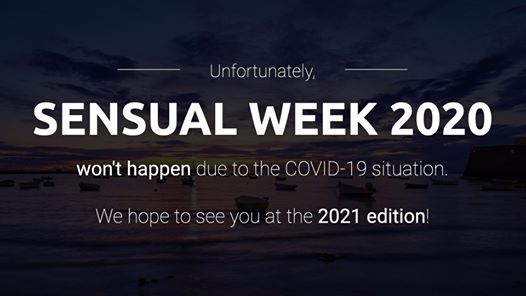 Unfortunately,
SENSUAL WEEK 2020
won't happen due to the COVID-19 situation.
We hope to see you at the 2021 edition!